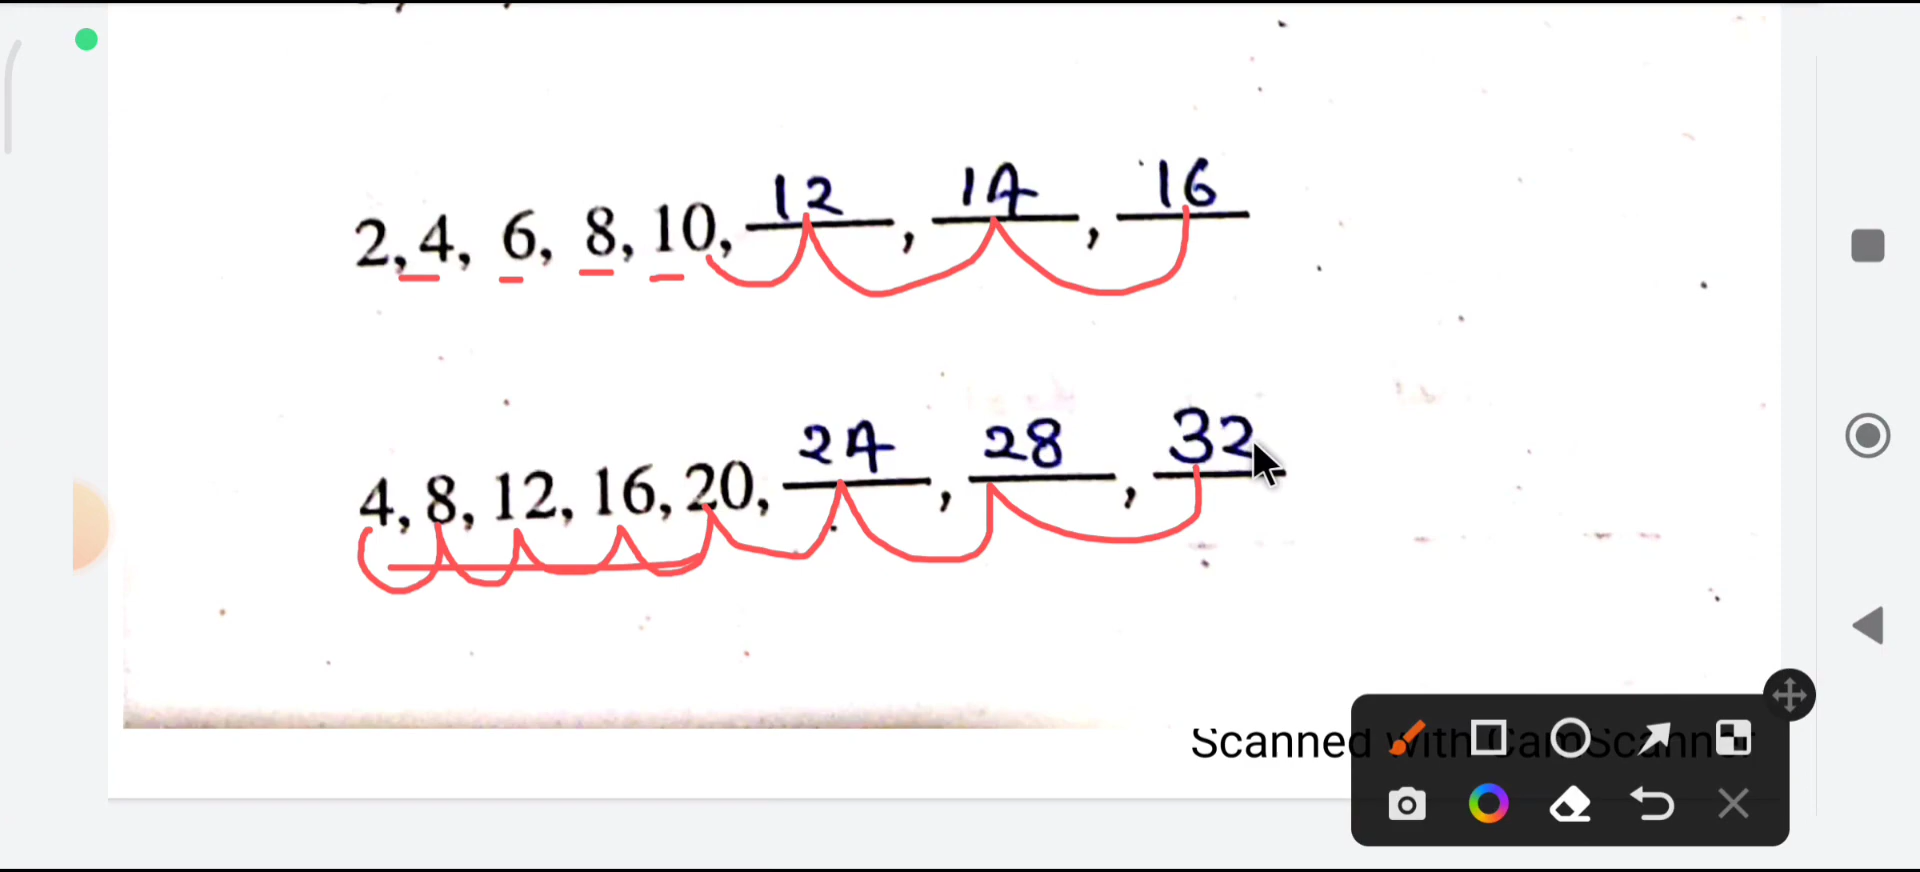 2, 4, 6, 8, 10, 12, 14, 16
4, 8, 12, 16, 20, 24, 28, 32
Scanned with CamScanner